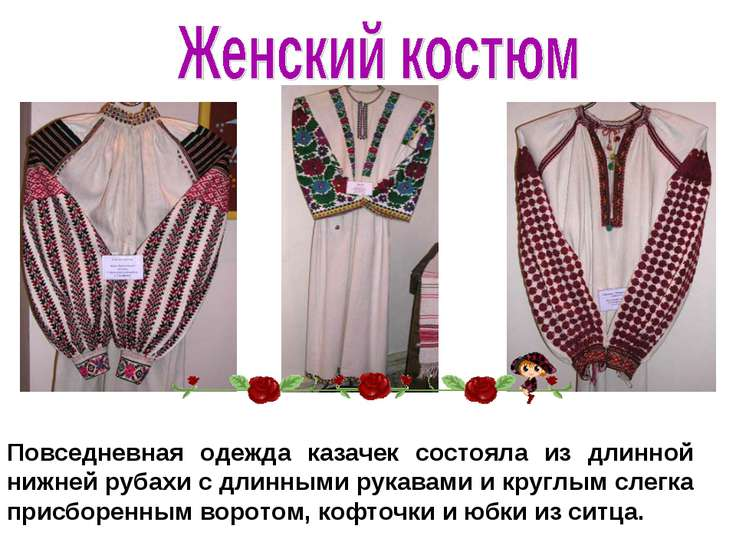 Женский костюм
Повседневная одежда казачек состояла из длинной
нижней рубахи с длинными рукавами и круглым слегка
присборенным воротом, кофточки и юбки из ситца.